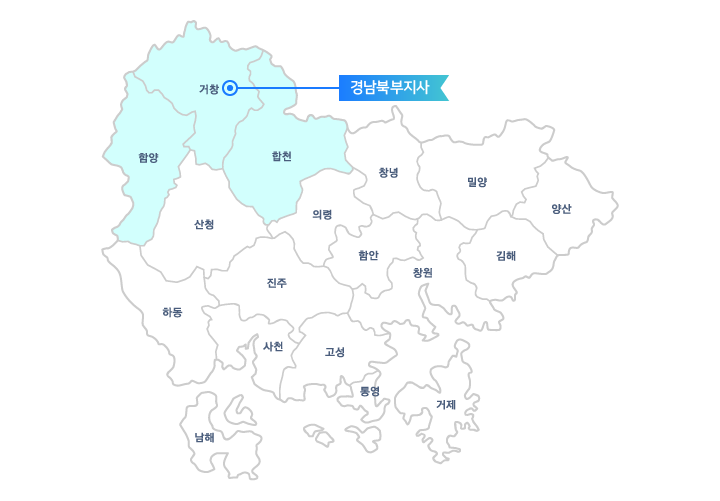 경남북부지사
거창
함양
합천
창녕
밀양
양산
의령
산청
함안
김해
창원
진주
하동
사천
고성
통영
거제
남해